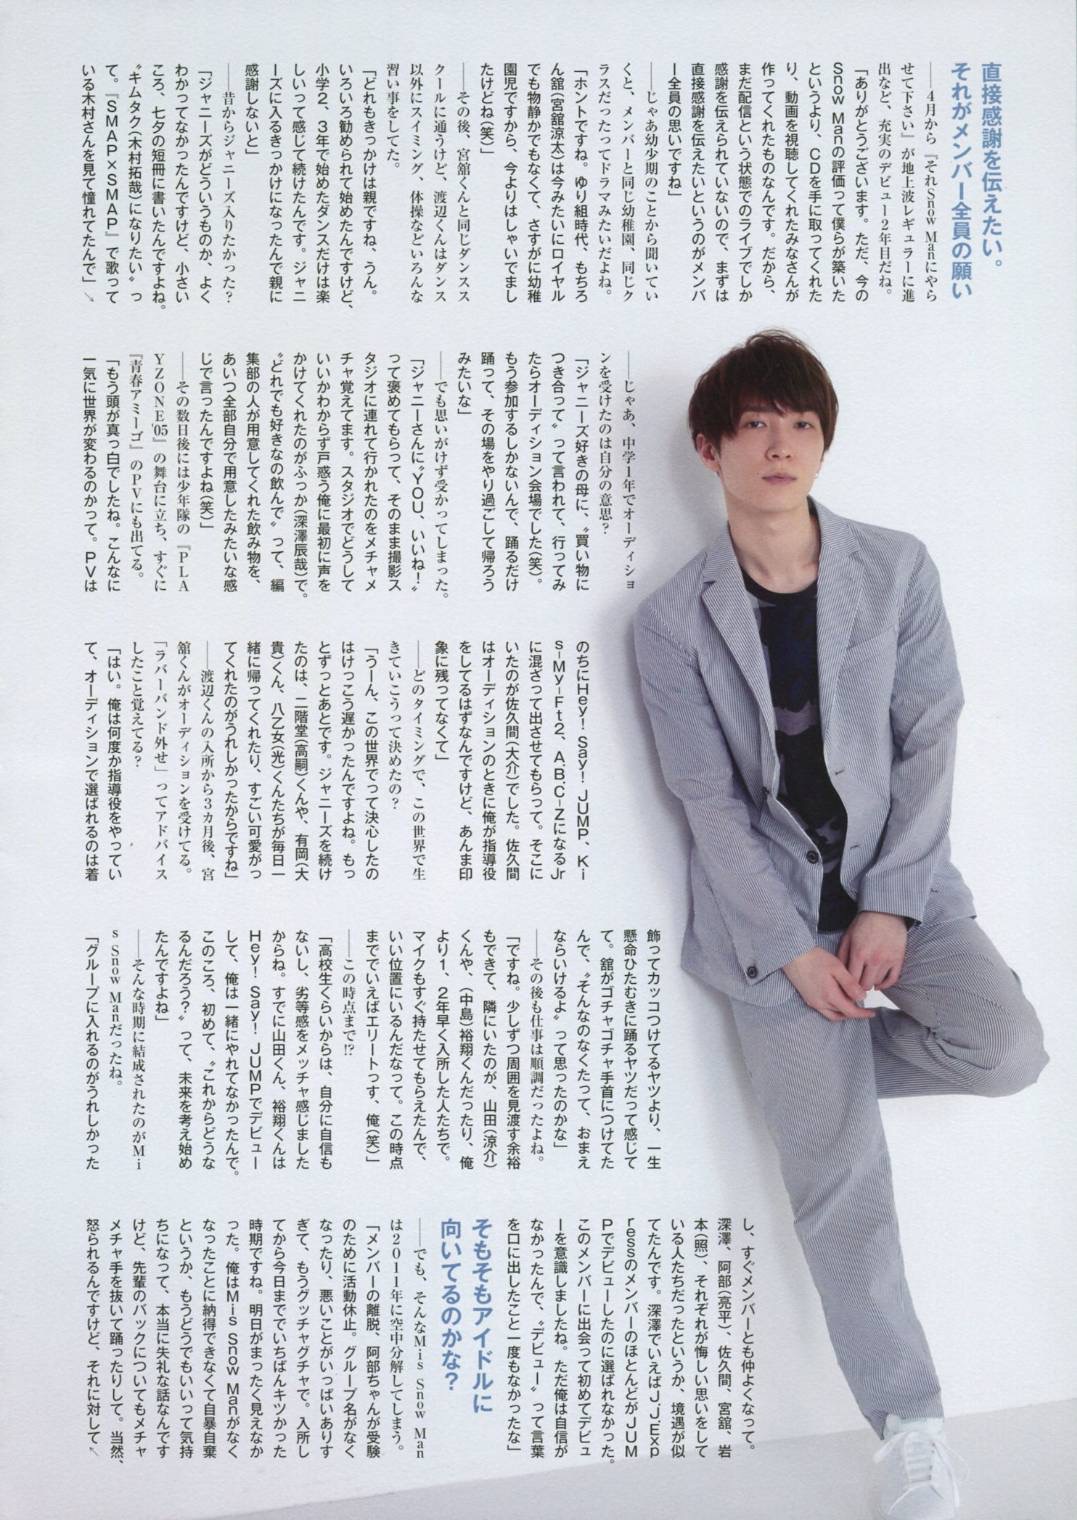 直接感謝を伝えたい。
それがメンバー全員の願い
――4月から『それSnow Manにやら
せて下さい』が地上波レギュラーに進
出など、充実のデビュー2年目だね。
「ありがとうございます。ただ、今の
Snow Manの評価って僕らが築いた
というより、CDを手に取ってくれた
り、動画を視聴してくれたみなさんが
作ってくれたものなんです。だから、
まだ配信という状態でのライブでしか
感謝を伝えられていないので、まずは
直接感謝を伝えたいというのがメンバ
ー全員の思いですね」
――じゃあ幼少期のことから聞いてい
くと、メンバーと同じ幼稚園、同じク
ラスだったってドラマみたいだよね。
「ホントですね。ゆり組時代、もちろ
ん舘(宮舘涼太)は今みたいにロイヤル
でも物静かでもなくて、さすがに幼稚
園児ですから、今よりはしゃいでまし
たけどね(笑)」
――その後、宮舘くんと同じダンスス
クールに通うけど、渡辺くんはダンス
以外にスイミング、体操などいろんな
習い事をしてた。
「どれもきっかけは親ですね、うん。
いろいろ勧められて始めたんですけど、
小学2、3年で始めたダンスだけは楽
しいって感じて続けたんです。ジャニ
ーズに入るきっかけになったんで親に
感謝しないと」
――昔からジャニーズ入りたかった?
「ジャニーズがどういうものか、よく
わかってなかったんですけど、小さい
ころ、七夕の短冊に書いたんですよね。
〝キムタク(木村拓哉)になりたい〟っ
て。『SMAP×SMAP』で歌って
いる木村さんを見て憧れてたんで」↘
――じゃあ、中学1年でオーディショ
ンを受けたのは自分の意思?
「ジャニーズ好きの母に、〝買い物に
つき合って〟って言われて、行ってみ
たらオーディション会場でした(笑)。
もう参加するしかないんで、踊るだけ
踊って、その場をやり過ごして帰ろう
みたいな」
――でも思いがけず受かってしまった。
「ジャニーさんに〝YOU、いいね!〟
って褒めてもらって、そのまま撮影ス
タジオに連れて行かれたのをメチャメ
チャ覚えてます。スタジオでどうして
いいかわからず戸惑う俺に最初に声を
かけてくれたのがふっか(深澤辰哉)で。
〝どれでも好きなの飲んで〟って、編
集部の人が用意してくれた飲み物を、
あいつ全部自分で用意したみたいな感
じで言ったんですよね(笑)」
――その数日後には少年隊の『PLA
YZONE'05』の舞台に立ち、すぐに
『青春アミーゴ』のPVにも出てる。
「もう頭が真っ白でしたね。こんなに
一気に世界が変わるのかって。PVは
のちにHey! Say! JUMP、Ki
s-My-Ft2、A.B.C-ZになるJr
に混ざって出させてもらって。そこに
いたのが佐久間(大介)でした。佐久間
はオーディションのときに俺が指導役
をしてるはずなんですけど、あんま印
象に残ってなくて」
――どのタイミングで、この世界で生
きていこうって決めたの?
「うーん、この世界でって決心したの
はけっこう遅かったんですよね。もっ
とずっとあとです。ジャニーズを続け
たのは、二階堂(高嗣)くんや、有岡(大
貴)くん、八乙女(光)くんたちが毎日一
緒に帰ってくれたり、すごい可愛がっ
てくれたのがうれしかったからですね」
――渡辺くんの入所から3カ月後、宮
舘くんがオーディションを受けてる。
「ラバーバンド外せ」ってアドバイス
したこと覚えてる?
「はい。俺は何度か指導役をやってい
て、オーディションで選ばれるのは着
飾ってカッコつけてるヤツより、一生
懸命ひたむきに踊るヤツだって感じて
て。舘がゴチャゴチャ手首につけてた
んで、〝そんなのなくたって、おまえ
ならいけるよ〟って思ったのかな」
――その後も仕事は順調だったよね。
「ですね。少しずつ周囲を見渡す余裕
もできて、隣にいたのが、山田(涼介)
くんや、(中島)裕翔くんだったり、俺
より1、2年早く入所した人たちで。
マイクもすぐ持たせてもらえたんで、
いい位置にいるんだなって。この時点
まででいえばエリートっす、俺(笑)」
――この時点まで!?
「高校生くらいからは、自分に自信も
ないし、劣等感をメッチャ感じました
からね。すでに山田くん、裕翔くんは
Hey! Say! JUMPでデビュー
して、俺は一緒にやれてなかったんで。
このころ、初めて、〝これからどうな
るんだろう?〟って、未来を考え始め
たんですよね」
――そんな時期に結成されたのがMi
s Snow Manだったね。
「グループに入れるのがうれしかった
し、すぐメンバーとも仲よくなって。
深澤、阿部(亮平)、佐久間、宮舘、岩
本(照)、それぞれが悔しい思いをして
いる人たちだったというか、境遇が似
てたんです。深澤でいえばJ.J.Exp
ressのメンバーのほとんどがJUM
Pでデビューしたのに選ばれなかった。
このメンバーに出会って初めてデビュ
ーを意識しましたね。ただ俺は自信が
なかったんで、〝デビュー〟って言葉
を口に出したこと一度もなかったな」
そもそもアイドルに
向いてるのかな?
――でも、そんなMis Snow Man
は2011年に空中分解してしまう。
「メンバーの離脱、阿部ちゃんが受験
のために活動休止。グループ名がなく
なったり、悪いことがいっぱいありす
ぎて、もうグッチャグチャで。入所し
てから今日まででいちばんキツかった
時期ですね。明日がまったく見えなか
った。俺はMis Snow Manがなく
なったことに納得できなくて自暴自棄
というか、もうどうでもいいって気持
ちになって、本当に失礼な話なんです
けど、先輩のバックについてもメチャ
メチャ手を抜いて踊ったりして。当然、
怒られるんですけど、それに対して↖